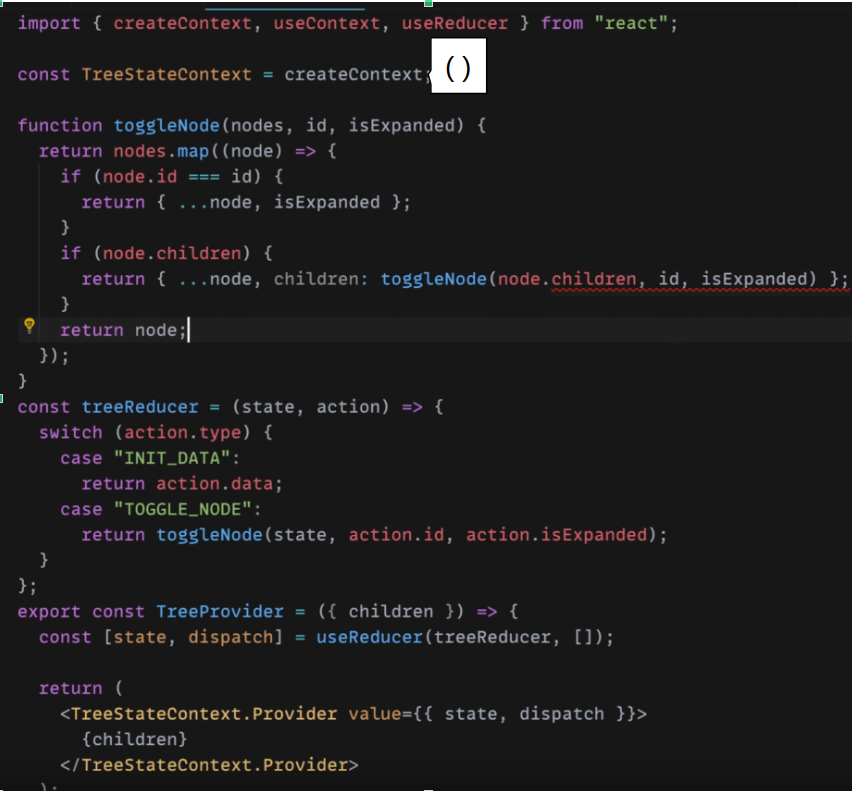 import { createContext, useContext, useReducer } from "react";
const TreeStateContext = createContext; ()
function toggleNode(nodes, id, isExpanded) {
return nodes.map((node) => {
if (node.id === id) {
return { ...node, isExpanded };
}
if (node.children) {
return { ...node, children: toggleNode(node.children, id, isExpanded) };
}
return node;
});
}
const treeReducer = (state, action) => {
switch (action.type) {
case "INIT_DATA":
return action.data;
case "TOGGLE_NODE":
return toggleNode(state, action.id, action.isExpanded);
}
};
export const TreeProvider = ({ children }) => {
const [state, dispatch] = useReducer(treeReducer, []);
return (
<TreeStateContext.Provider value={{ state, dispatch }}>
{children}
</TreeStateContext.Provider>
);